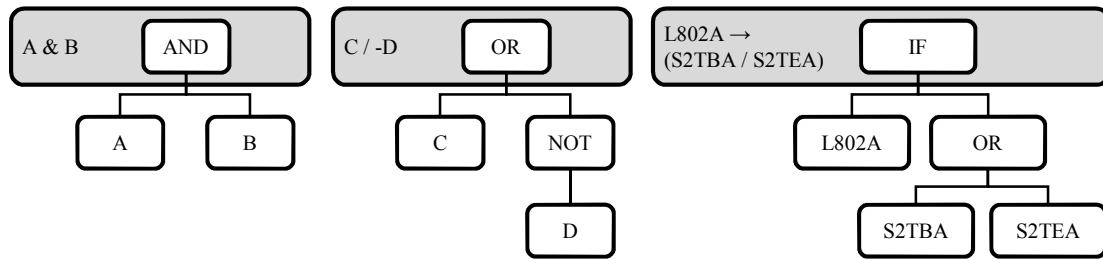 A & B
AND
A
B
C / -D
OR
C
NOT
D
L802A →
(S2TBA / S2TEA)
IF
L802A
OR
S2TBA
S2TEA